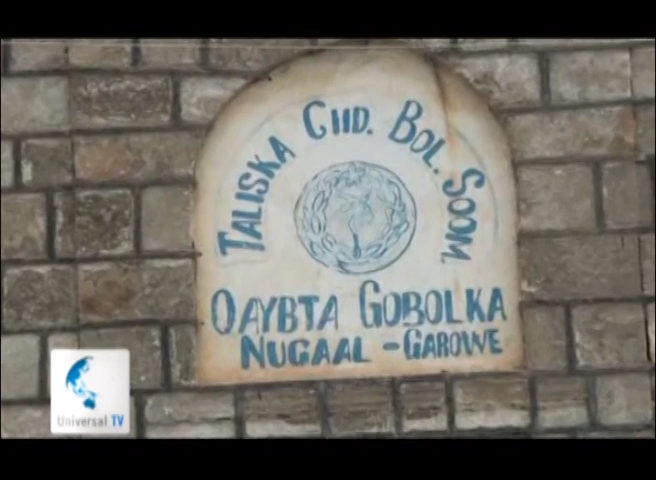 TALISKA CIID. BOL. SOOM.
QAYBTA GOBOLKA
NUGAAL - GAROWE
Universal TV